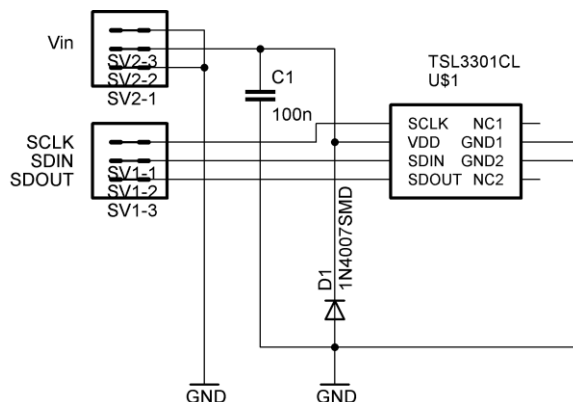 Vin
SV2-3
SV2-2
SV2-1
C1
100n
TSL3301CL
U$1
SCLK
SDIN
SDOUT
SV1-1
SV1-2
SV1-3
SCLK NC1
VDD GND1
SDIN GND2
SDOUT NC2
D1
1N4007SMD
GND
GND